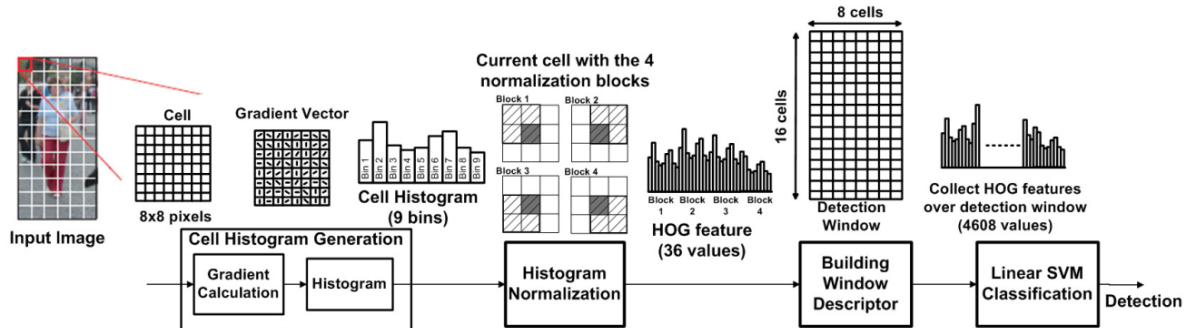 Input Image
Cell
8x8 pixels
Gradient Vector
Bin 1
Bin 2
Bin 3
Bin 4
Bin 5
Bin 6
Bin 7
Bin 8
Bin 9
Cell Histogram
(9 bins)
Current cell with the 4
normalization blocks
Block 1
Block 2
Block 3
Block 4
Block Block Block Block
1 2 3 4
HOG feature
(36 values)
8 cells
16 cells
Detection
Window
Collect HOG features
over detection window
(4608 values)
Cell Histogram Generation
Gradient
Calculation
Histogram
Histogram
Normalization
Building
Window
Descriptor
Linear SVM
Classification
Detection